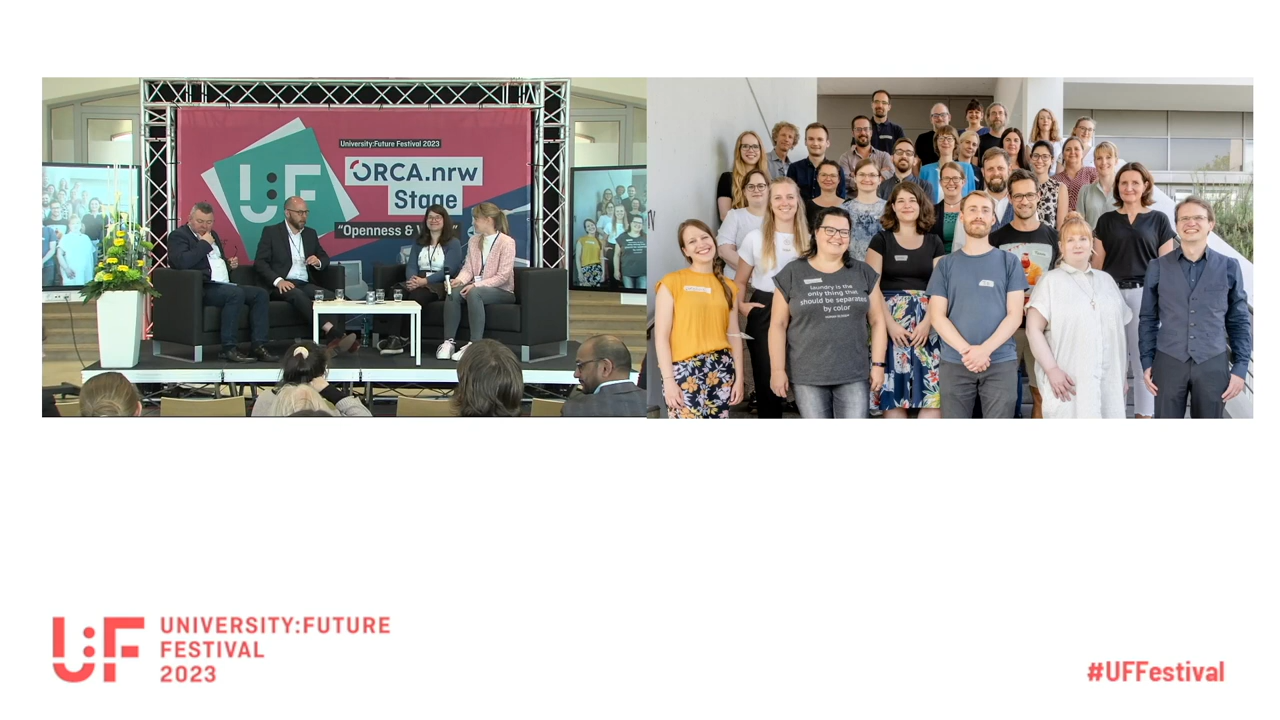 University:Future Festival 2023
ORCA.nrw
Stage
"Openness &
U:F
laundry is the
only thing that
should be separated
by color
U:F
UNIVERSITY:FUTURE
FESTIVAL
2023
#UFFestival